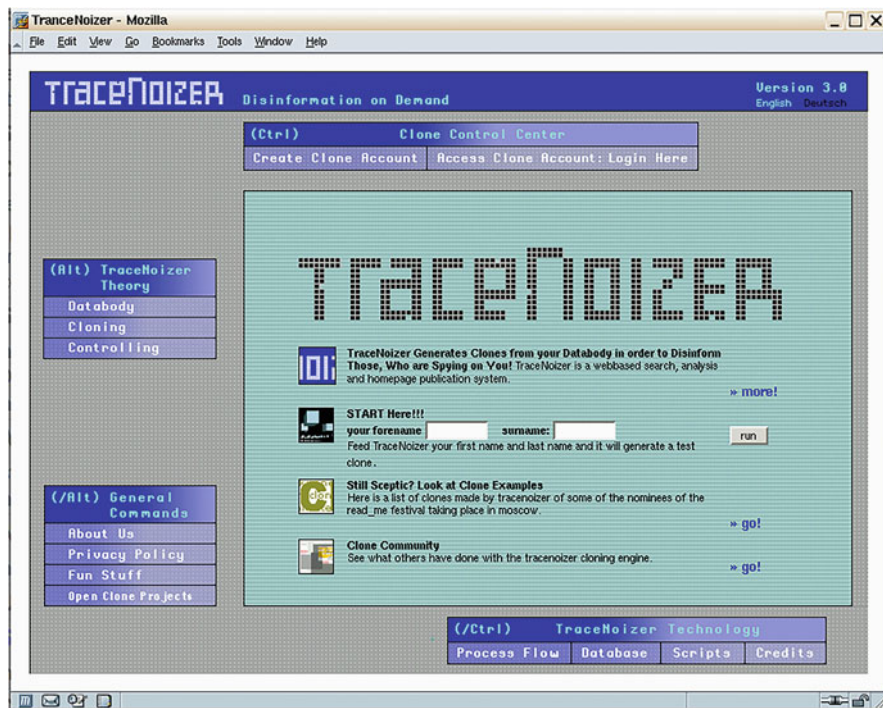 TranceNoizer - Mozilla
File Edit View Go Bookmarks Tools Window Help
TraceNoizer Disinformation on Demand
Version 3.0
English Deutsch
(Ctrl) Clone Control Center
Create Clone Account Access Clone Account: Login Here
(Alt) TraceNoizer
Theory
Databody
Cloning
Controlling
TraceNoizer
TraceNoizer Generates Clones from your Databody in order to Disinform
Those, Who are Spying on You! TraceNoizer is a webbased search, analysis
and homepage publication system.
» more!
START Here!!!
your forename surname: run
Feed TraceNoizer your first name and last name and it will generate a test
clone.
Still Sceptic? Look at Clone Examples
Here is a list of clones made by tracenoizer of some of the nominees of the
read_me festival taking place in moscow.
» go!
Clone Community
See what others have done with the tracenoizer cloning engine.
» go!
(/Alt) General
Commands
About Us
Privacy Policy
Fun Stuff
Open Clone Projects
(/Ctrl) TraceNoizer Technology
Process Flow Database Scripts Credits